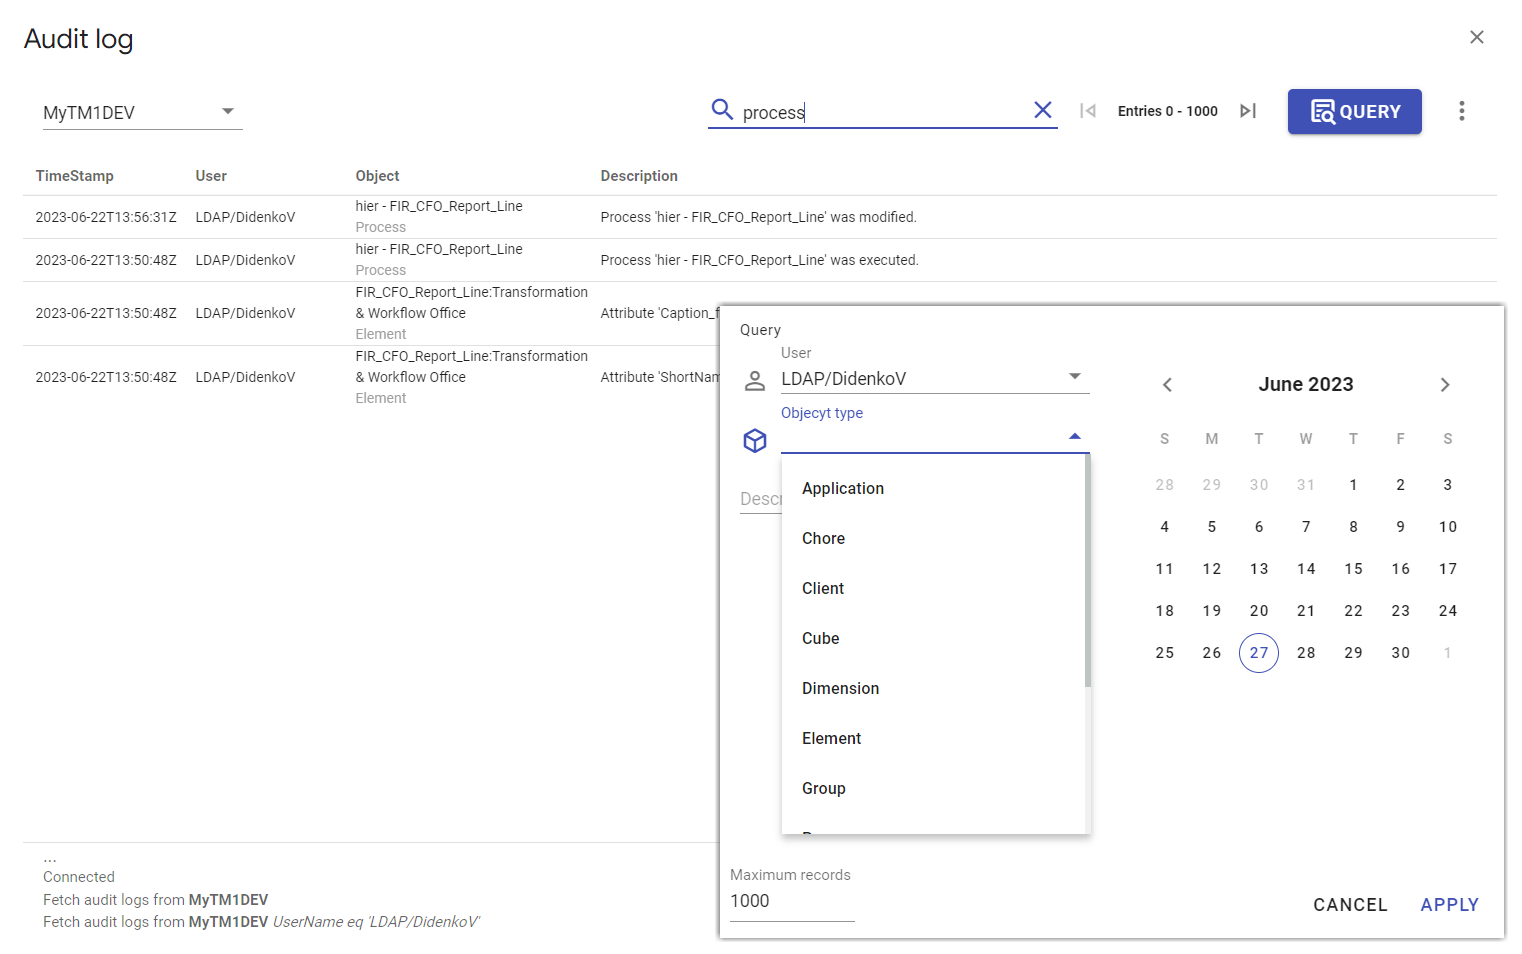 Audit log
MyTM1DEV
process
Entries 0 - 1000
QUERY
TimeStamp User Object Description
2023-06-22T13:56:31Z LDAP/DidenkoV hier - FIR_CFO_Report_Line Process 'hier - FIR_CFO_Report_Line' was modified.
Process
2023-06-22T13:50:48Z LDAP/DidenkoV hier - FIR_CFO_Report_Line Process 'hier - FIR_CFO_Report_Line' was executed.
Process
FIR_CFO_Report_Line:Transformation
2023-06-22T13:50:48Z LDAP/DidenkoV & Workflow Office Attribute 'Caption_f
Element
FIR_CFO_Report_Line:Transformation
2023-06-22T13:50:48Z LDAP/DidenkoV & Workflow Office Attribute 'ShortNam
Element
Query
User
LDAP/DidenkoV
Objecyt type
Descr
Application
Chore
Client
Cube
Dimension
Element
Group
June 2023
S M T W T F S
28 29 30 31 1 2 3
4 5 6 7 8 9 10
11 12 13 14 15 16 17
18 19 20 21 22 23 24
25 26 27 28 29 30 1
Maximum records
1000
CANCEL APPLY
...
Connected
Fetch audit logs from MyTM1DEV
Fetch audit logs from MyTM1DEV UserName eq 'LDAP/DidenkoV'